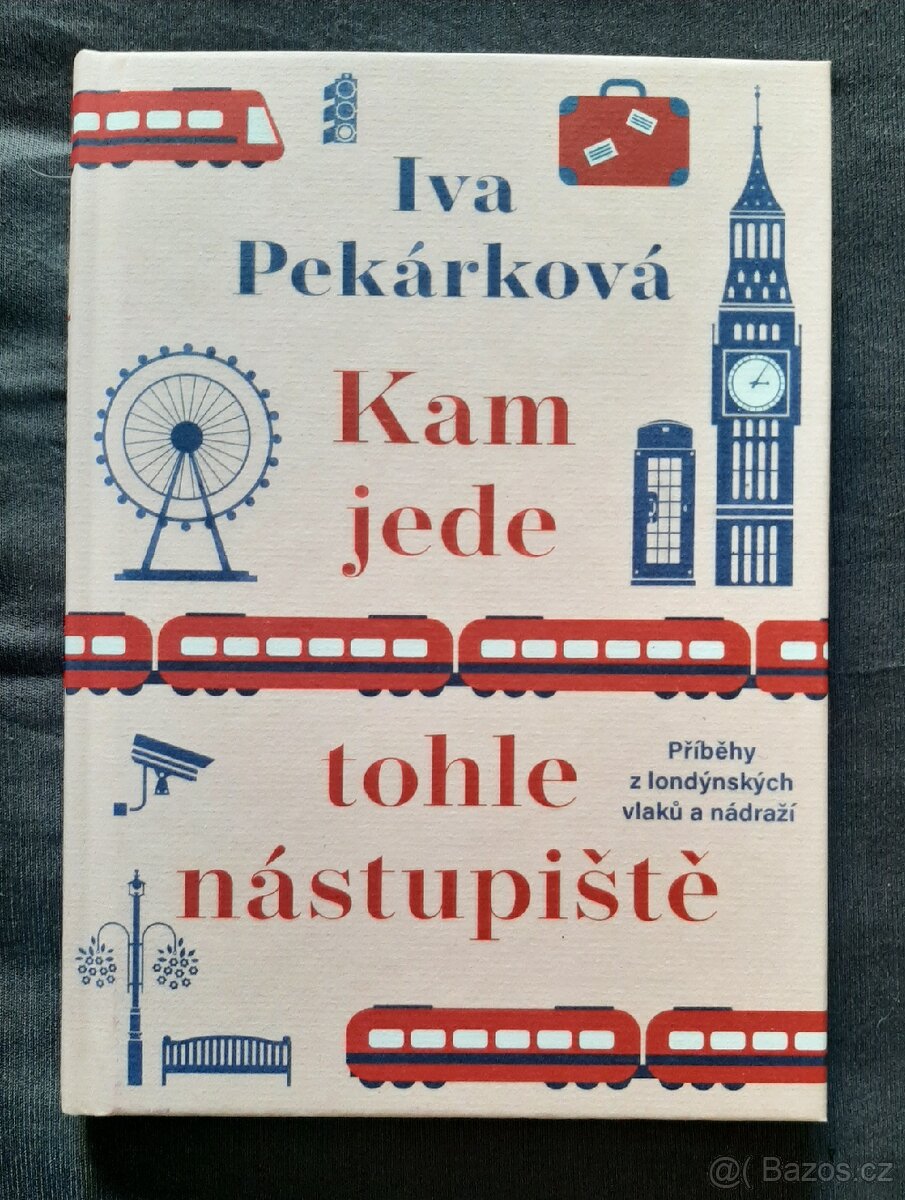 Iva
Pekárková
Kam
jede
tohle
nástupiště
Příběhy
z londýnských
vlaků a nádraží
@( Bazos.cz